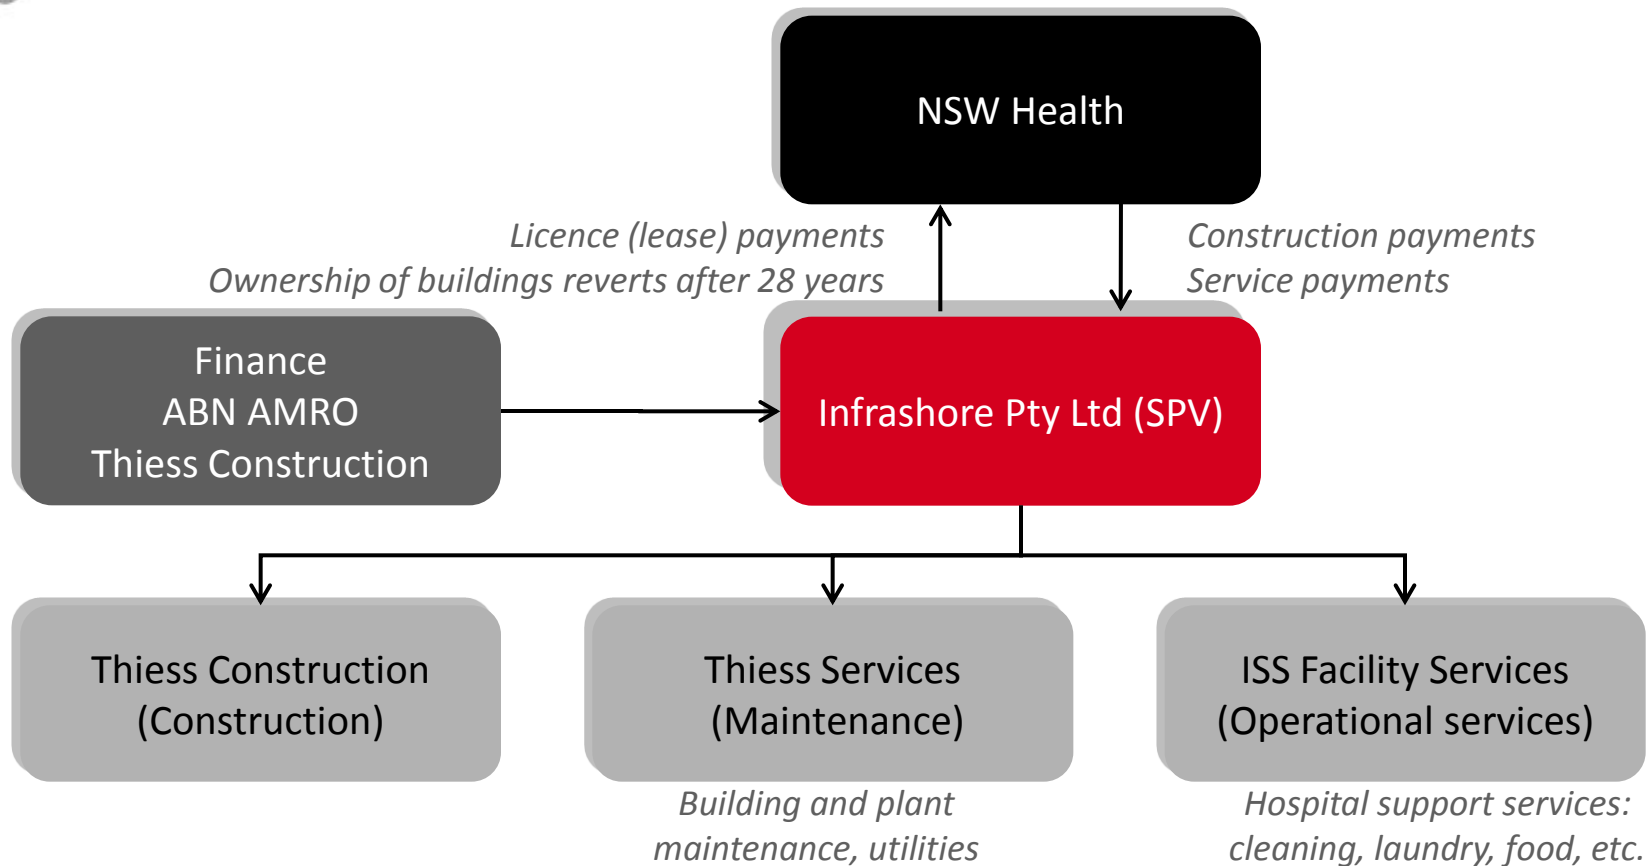 NSW Health
Licence (lease) payments
Ownership of buildings reverts after 28 years
Construction payments
Service payments
Finance
ABN AMRO
Thiess Construction
Infrashore Pty Ltd (SPV)
Thiess Construction
(Construction)
Thiess Services
(Maintenance)
Building and plant
maintenance, utilities
ISS Facility Services
(Operational services)
Hospital support services:
cleaning, laundry, food, etc.